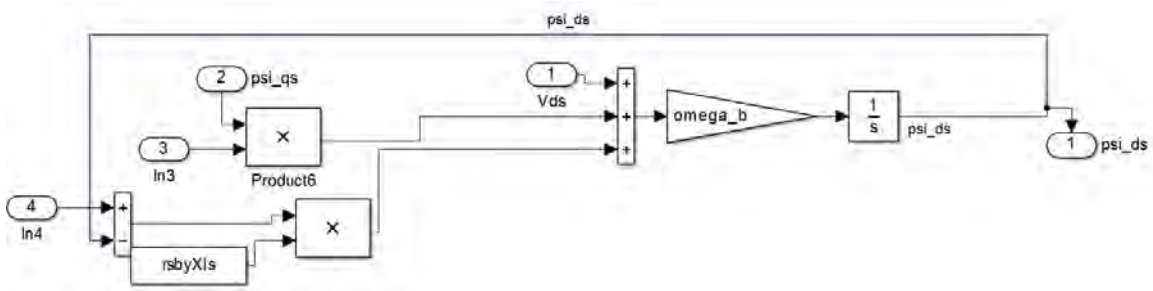 psi_ds
2 psi_qs
1
Vds
+
+
+
omega_b
1
s
psi_ds
1 psi_ds
×
3
In3
Product6
4
In4
+
−
×
rsbyXls